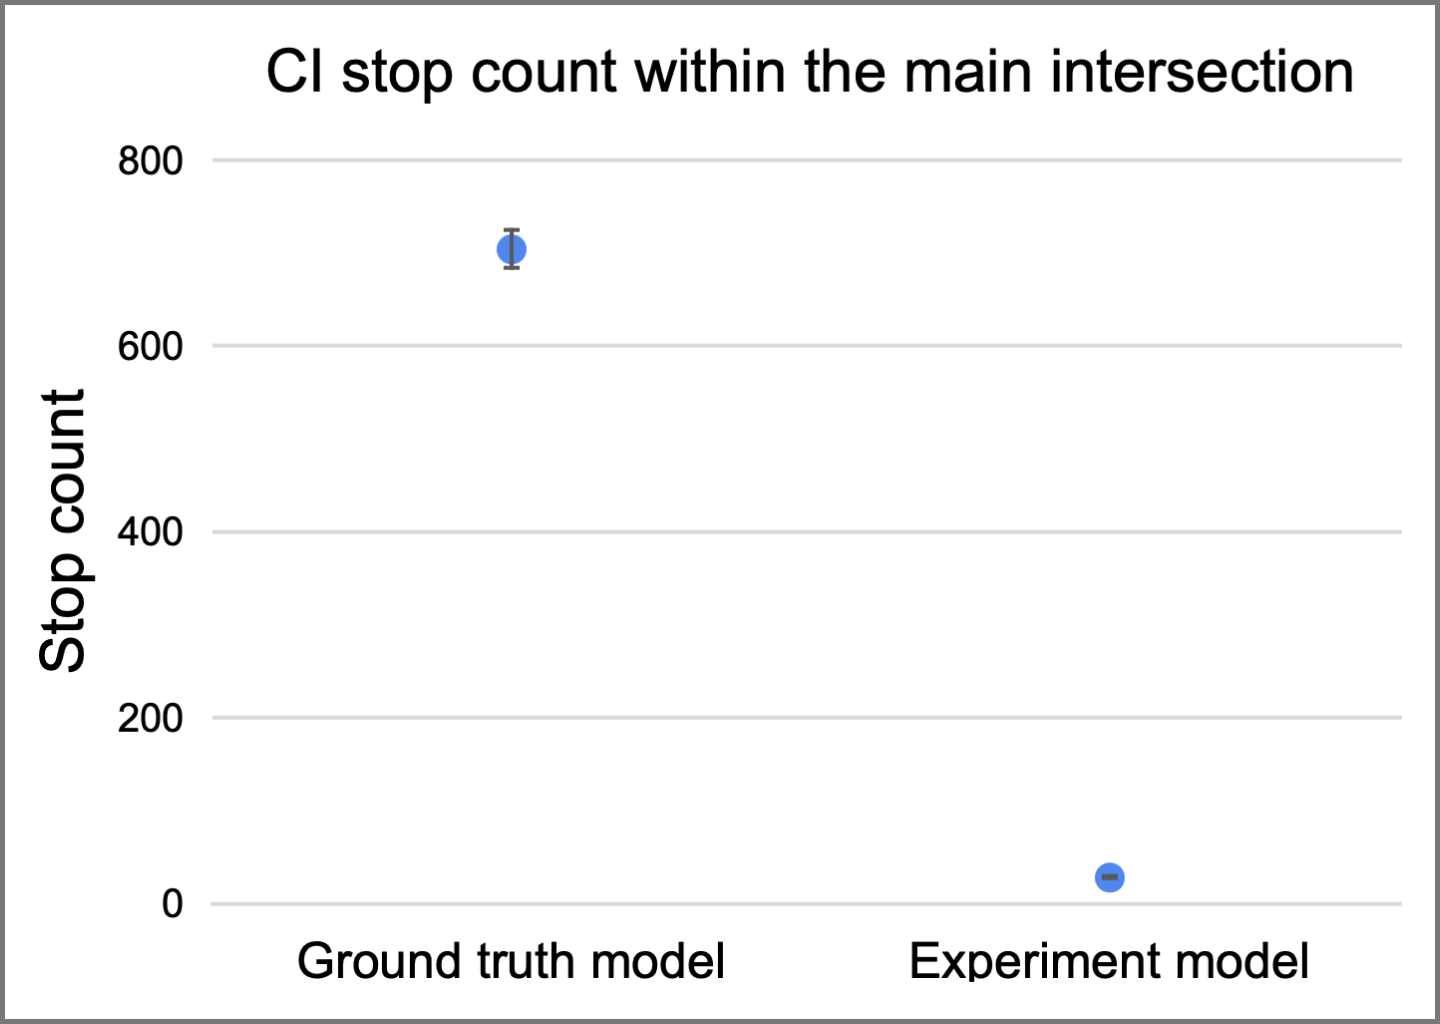 CI stop count within the main intersection
800
600
400
200
0
Stop count
Ground truth model
Experiment model